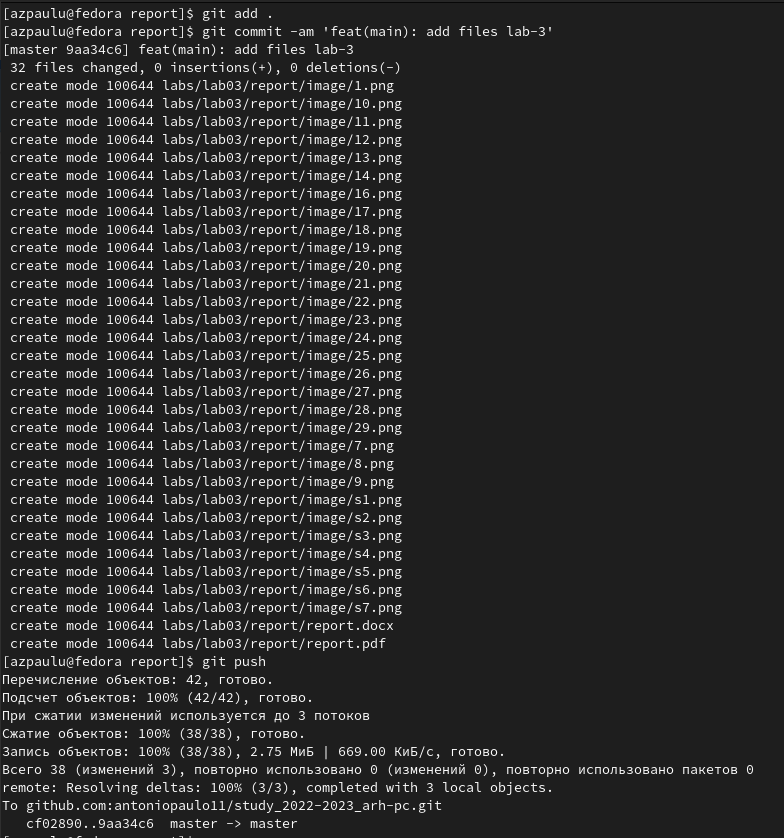 [azpaulu@fedora report]$ git add .
[azpaulu@fedora report]$ git commit -am 'feat(main): add files lab-3'
[master 9aa34c6] feat(main): add files lab-3
 32 files changed, 0 insertions(+), 0 deletions(-)
 create mode 100644 labs/lab03/report/image/1.png
 create mode 100644 labs/lab03/report/image/10.png
 create mode 100644 labs/lab03/report/image/11.png
 create mode 100644 labs/lab03/report/image/12.png
 create mode 100644 labs/lab03/report/image/13.png
 create mode 100644 labs/lab03/report/image/14.png
 create mode 100644 labs/lab03/report/image/16.png
 create mode 100644 labs/lab03/report/image/17.png
 create mode 100644 labs/lab03/report/image/18.png
 create mode 100644 labs/lab03/report/image/19.png
 create mode 100644 labs/lab03/report/image/20.png
 create mode 100644 labs/lab03/report/image/21.png
 create mode 100644 labs/lab03/report/image/22.png
 create mode 100644 labs/lab03/report/image/23.png
 create mode 100644 labs/lab03/report/image/24.png
 create mode 100644 labs/lab03/report/image/25.png
 create mode 100644 labs/lab03/report/image/26.png
 create mode 100644 labs/lab03/report/image/27.png
 create mode 100644 labs/lab03/report/image/28.png
 create mode 100644 labs/lab03/report/image/29.png
 create mode 100644 labs/lab03/report/image/7.png
 create mode 100644 labs/lab03/report/image/8.png
 create mode 100644 labs/lab03/report/image/9.png
 create mode 100644 labs/lab03/report/image/s1.png
 create mode 100644 labs/lab03/report/image/s2.png
 create mode 100644 labs/lab03/report/image/s3.png
 create mode 100644 labs/lab03/report/image/s4.png
 create mode 100644 labs/lab03/report/image/s5.png
 create mode 100644 labs/lab03/report/image/s6.png
 create mode 100644 labs/lab03/report/image/s7.png
 create mode 100644 labs/lab03/report/report.docx
 create mode 100644 labs/lab03/report/report.pdf
[azpaulu@fedora report]$ git push
Перечисление объектов: 42, готово.
Подсчет объектов: 100% (42/42), готово.
При сжатии изменений используется до 3 потоков
Сжатие объектов: 100% (38/38), готово.
Запись объектов: 100% (38/38), 2.75 МиБ | 669.00 КиБ/с, готово.
Всего 38 (изменений 3), повторно использовано 0 (изменений 0), повторно использовано пакетов 0
remote: Resolving deltas: 100% (3/3), completed with 3 local objects.
To github.com:antoniopaulo11/study_2022-2023_arh-pc.git
   cf02890..9aa34c6  master -> master